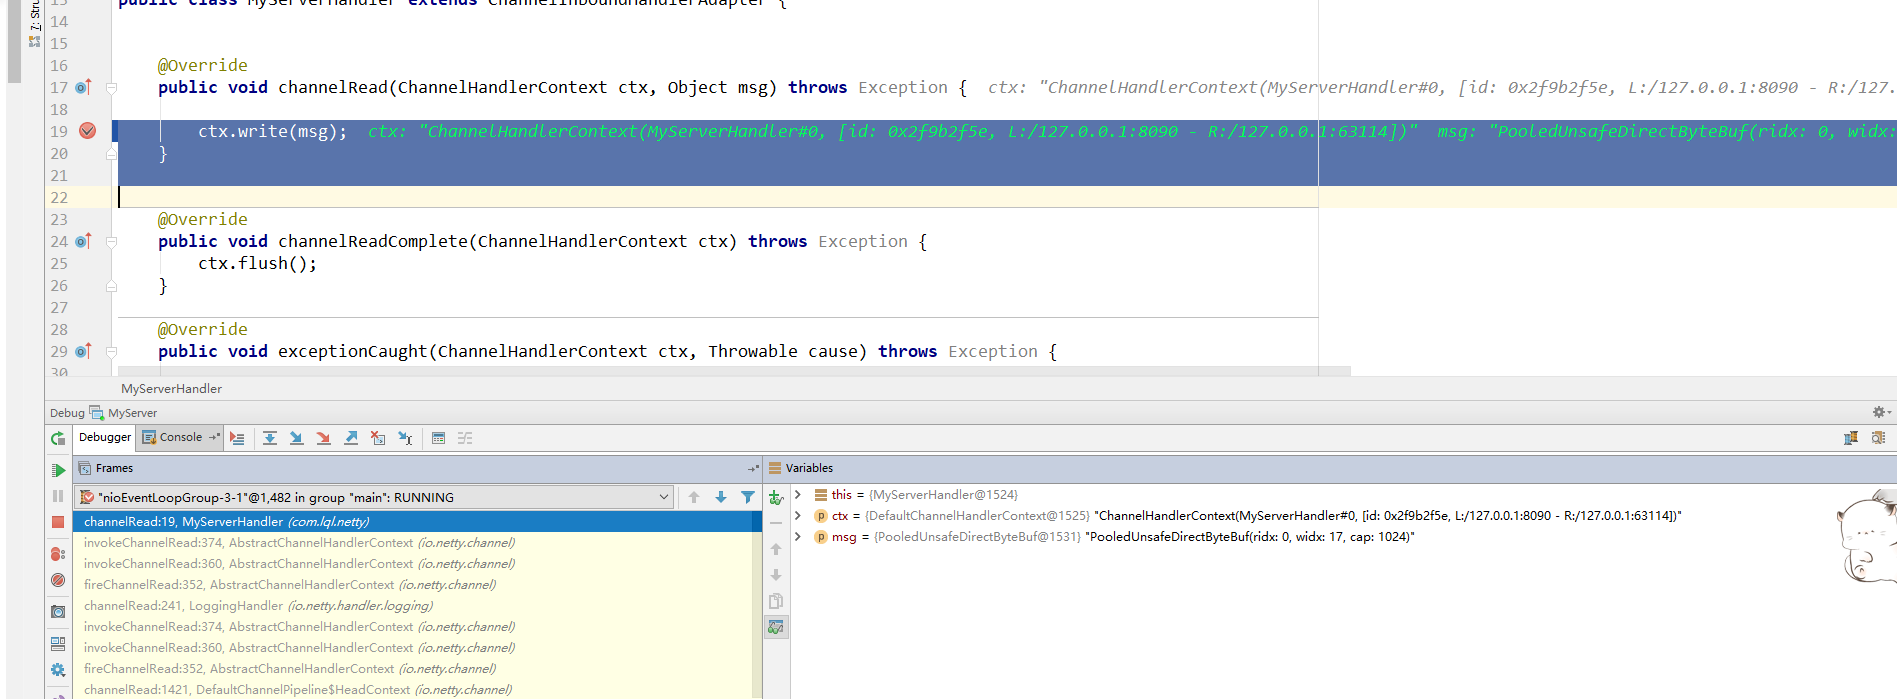 public class MyServerHandler extends ChannelInboundHandlerAdapter {
14
15
16 @Override
17 public void channelRead(ChannelHandlerContext ctx, Object msg) throws Exception { ctx: "ChannelHandlerContext(MyServerHandler#0, [id: 0x2f9b2f5e, L:/127.0.0.1:8090 - R:/127.
18
19 ctx.write(msg); ctx: "ChannelHandlerContext(MyServerHandler#0, [id: 0x2f9b2f5e, L:/127.0.0.1:8090 - R:/127.0.0.1:63114])" msg: "PooledUnsafeDirectByteBuf(ridx: 0, widx:
20 }
21
22
23 @Override
24 public void channelReadComplete(ChannelHandlerContext ctx) throws Exception {
25 ctx.flush();
26 }
27
28 @Override
29 public void exceptionCaught(ChannelHandlerContext ctx, Throwable cause) throws Exception {
30
MyServerHandler
Debug MyServer
Debugger Console
Frames
"nioEventLoopGroup-3-1"@1,482 in group "main": RUNNING
channelRead:19, MyServerHandler (com.lql.netty)
invokeChannelRead:374, AbstractChannelHandlerContext (io.netty.channel)
invokeChannelRead:360, AbstractChannelHandlerContext (io.netty.channel)
fireChannelRead:352, AbstractChannelHandlerContext (io.netty.channel)
channelRead:241, LoggingHandler (io.netty.handler.logging)
invokeChannelRead:374, AbstractChannelHandlerContext (io.netty.channel)
invokeChannelRead:360, AbstractChannelHandlerContext (io.netty.channel)
fireChannelRead:352, AbstractChannelHandlerContext (io.netty.channel)
channelRead:1421, DefaultChannelPipeline$HeadContext (io.netty.channel)
Variables
this = {MyServerHandler@1524}
ctx = {DefaultChannelHandlerContext@1525} "ChannelHandlerContext(MyServerHandler#0, [id: 0x2f9b2f5e, L:/127.0.0.1:8090 - R:/127.0.0.1:63114])"
msg = {PooledUnsafeDirectByteBuf@1531} "PooledUnsafeDirectByteBuf(ridx: 0, widx: 17, cap: 1024)"